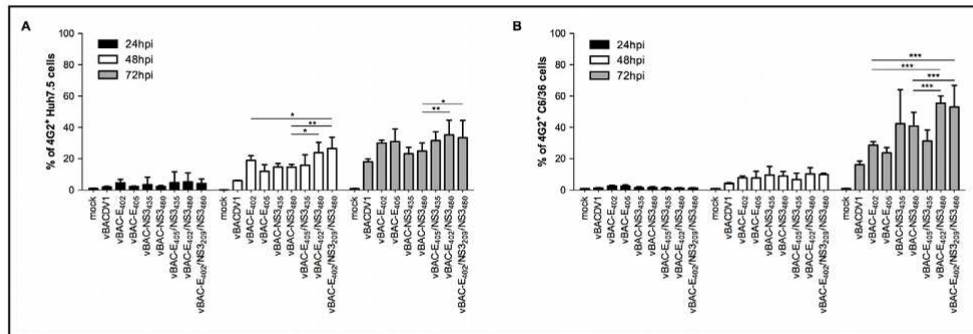 A
B
24hpi
48hpi
72hpi
24hpi
48hpi
72hpi
% of 4G2+ Huh7.5 cells
100
80
60
40
20
0
*
**
*
*
**
mock
vBACDV1
vBAC-E402
vBAC-E405
vBAC-NS3435
vBAC-NS3480
vBAC-E405/NS3435
vBAC-E402/NS3480
vBAC-E402/NS3209/NS3480
mock
vBACDV1
vBAC-E402
vBAC-E405
vBAC-NS3435
vBAC-NS3480
vBAC-E405/NS3435
vBAC-E402/NS3480
vBAC-E402/NS3209/NS3480
mock
vBACDV1
vBAC-E402
vBAC-E405
vBAC-NS3435
vBAC-NS3480
vBAC-E405/NS3435
vBAC-E402/NS3480
vBAC-E402/NS3209/NS3480
% of 4G2+ C6/36 cells
100
80
60
40
20
0
***
***
***
***
mock
vBACDV1
vBAC-E402
vBAC-E405
vBAC-NS3435
vBAC-NS3480
vBAC-E405/NS3435
vBAC-E402/NS3480
vBAC-E402/NS3209/NS3480
mock
vBACDV1
vBAC-E402
vBAC-E405
vBAC-NS3435
vBAC-NS3480
vBAC-E405/NS3435
vBAC-E402/NS3480
vBAC-E402/NS3209/NS3480
mock
vBACDV1
vBAC-E402
vBAC-E405
vBAC-NS3435
vBAC-NS3480
vBAC-E405/NS3435
vBAC-E402/NS3480
vBAC-E402/NS3209/NS3480